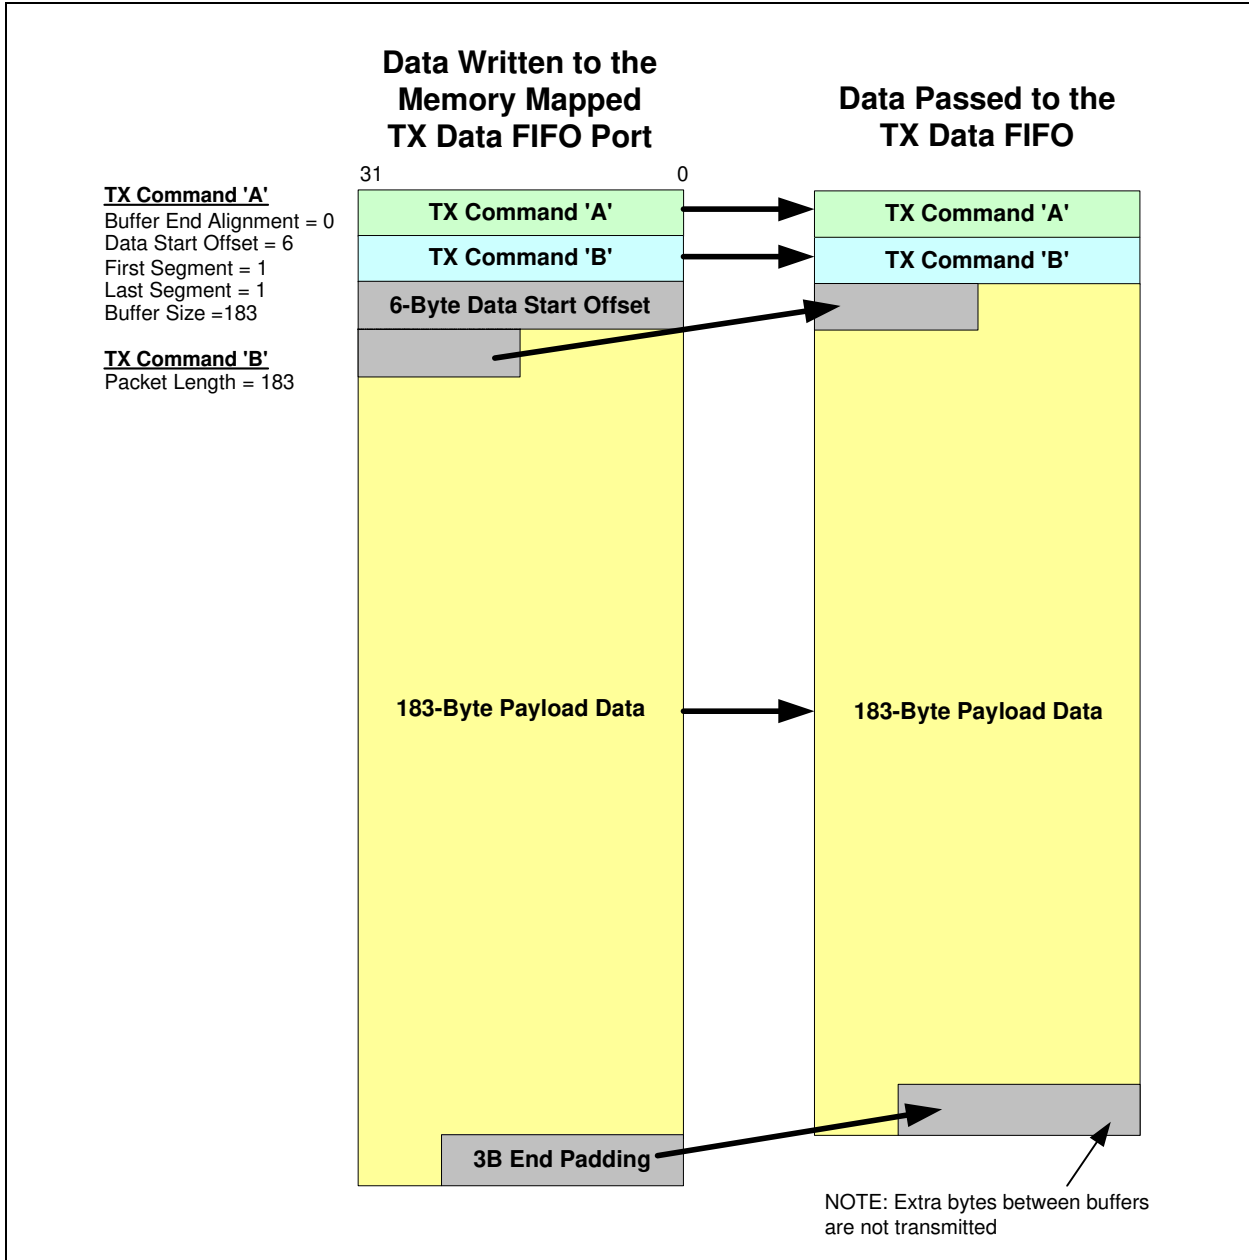 Data Written to the
Memory Mapped
TX Data FIFO Port
Data Passed to the
TX Data FIFO
31
0
TX Command 'A'
Buffer End Alignment = 0
Data Start Offset = 6
First Segment = 1
Last Segment = 1
Buffer Size =183
TX Command 'B'
Packet Length = 183
TX Command 'A'
TX Command 'B'
6-Byte Data Start Offset
183-Byte Payload Data
3B End Padding
TX Command 'A'
TX Command 'B'
183-Byte Payload Data
NOTE: Extra bytes between buffers
are not transmitted